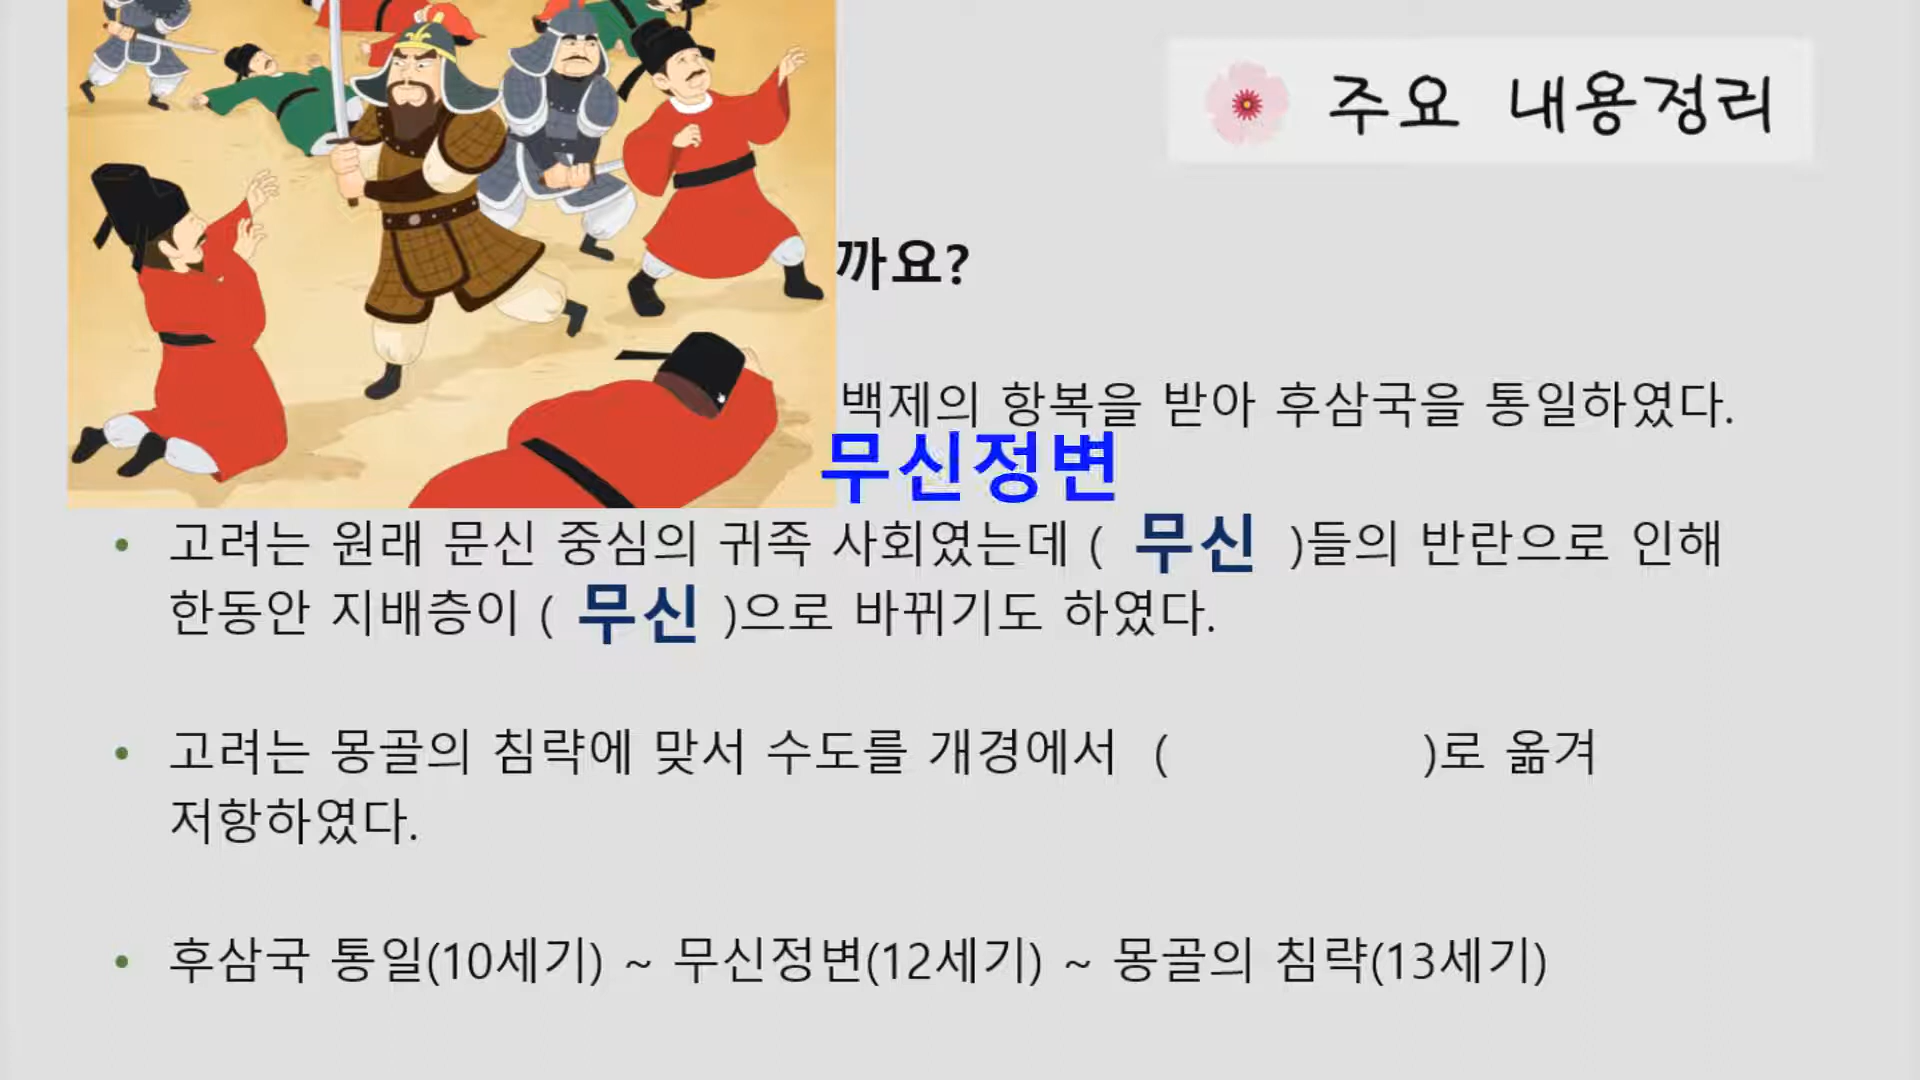 주요 내용정리
까요?
백제의 항복을 받아 후삼국을 통일하였다.
무신정변
• 고려는 원래 문신 중심의 귀족 사회였는데 ( 무신 )들의 반란으로 인해
한동안 지배층이 ( 무신 )으로 바뀌기도 하였다.
• 고려는 몽골의 침략에 맞서 수도를 개경에서 ( )로 옮겨
저항하였다.
• 후삼국 통일(10세기) ~ 무신정변(12세기) ~ 몽골의 침략(13세기)